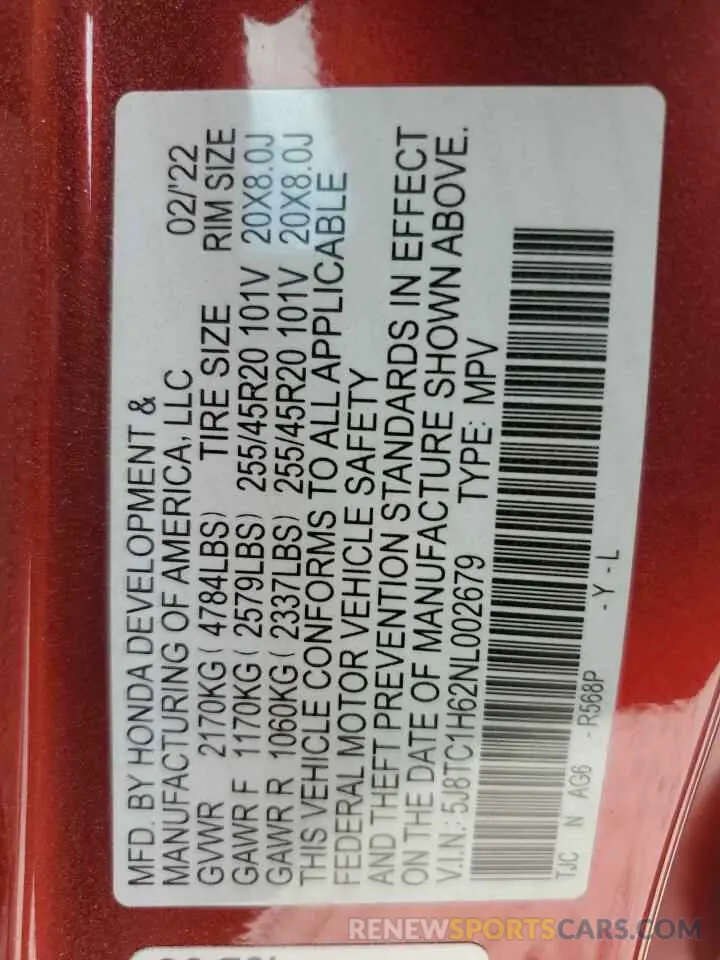 MFD. BY HONDA DEVELOPMENT &
MANUFACTURING OF AMERICA, LLC 02/'22
GVWR 2170KG ( 4784LBS) TIRE SIZE RIM SIZE
GAWR F 1170KG ( 2579LBS) 255/45R20 101V 20X8.0J
GAWR R 1060KG ( 2337LBS) 255/45R20 101V 20X8.0J
THIS VEHICLE CONFORMS TO ALL APPLICABLE
FEDERAL MOTOR VEHICLE SAFETY
AND THEFT PREVENTION STANDARDS IN EFFECT
ON THE DATE OF MANUFACTURE SHOWN ABOVE.
V.I.N.: 5J8TC1H62NL002679 TYPE: MPV
TJC N AG6 -R568P -Y -L
RENEWSPORTSCARS.COM